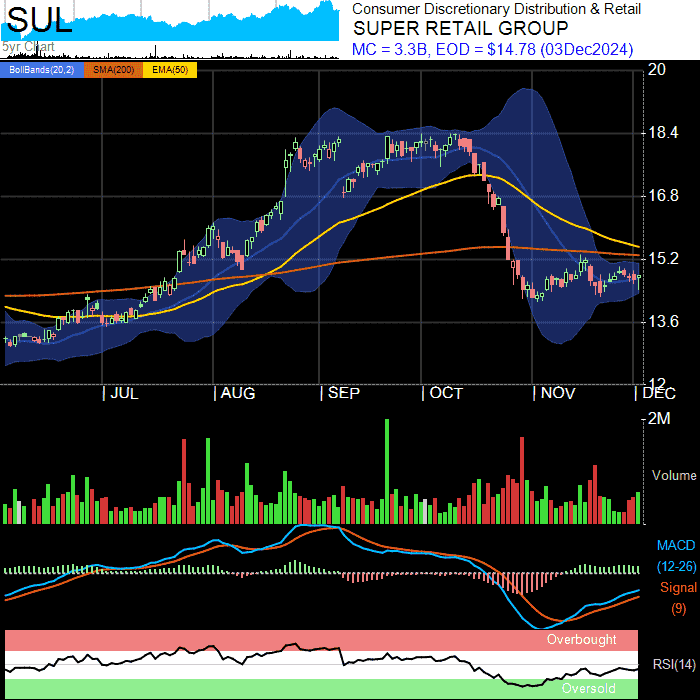 SUL
5yr Chart
Consumer Discretionary Distribution & Retail
SUPER RETAIL GROUP
MC = 3.3B, EOD = $14.78 (03Dec2024)
BollBands(20,2) SMA(200) EMA(50)
20
18.4
16.8
15.2
13.6
12
JUL AUG SEP OCT NOV DEC
2M
Volume
MACD
(12-26)
Signal
(9)
Overbought
RSI(14)
Oversold